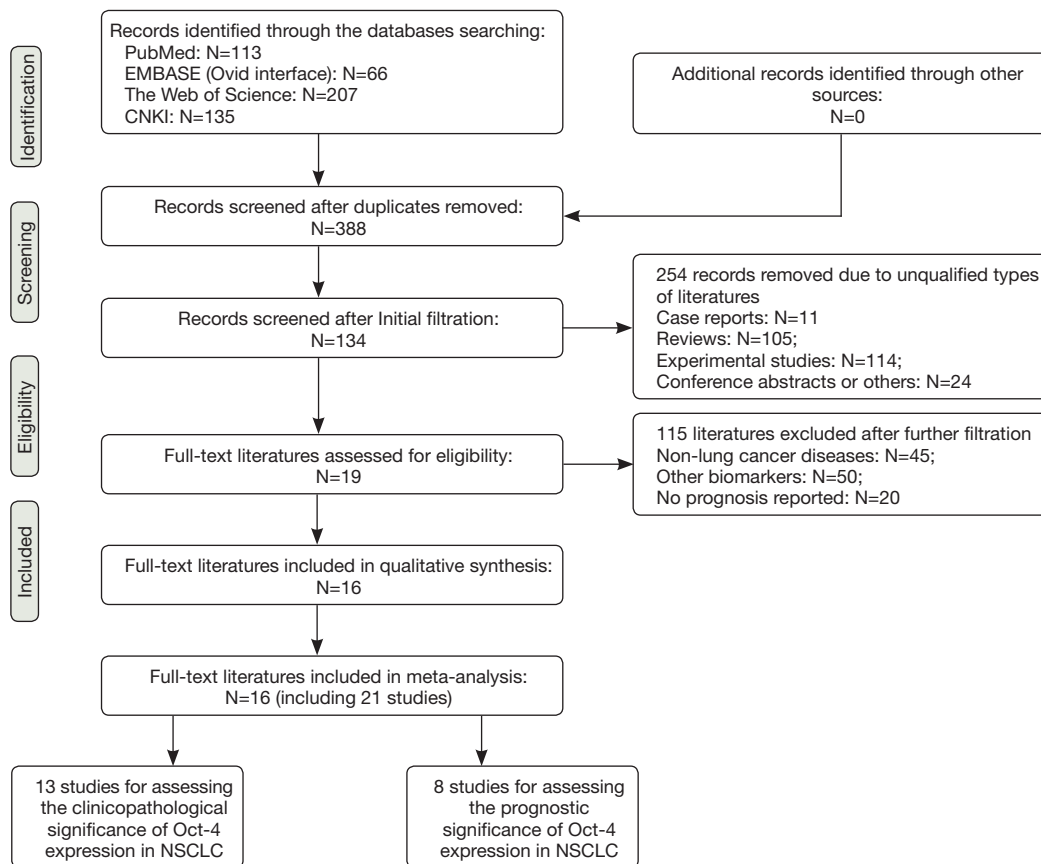 Identification
Records identified through the databases searching:
PubMed: N=113
EMBASE (Ovid interface): N=66
The Web of Science: N=207
CNKI: N=135
Additional records identified through other
sources:
N=0
Screening
Records screened after duplicates removed:
N=388
Records screened after Initial filtration:
N=134
254 records removed due to unqualified types
of literatures
Case reports: N=11
Reviews: N=105;
Experimental studies: N=114;
Conference abstracts or others: N=24
Eligibility
Full-text literatures assessed for eligibility:
N=19
115 literatures excluded after further filtration
Non-lung cancer diseases: N=45;
Other biomarkers: N=50;
No prognosis reported: N=20
Included
Full-text literatures included in qualitative synthesis:
N=16
Full-text literatures included in meta-analysis:
N=16 (including 21 studies)
13 studies for assessing
the clinicopathological
significance of Oct-4
expression in NSCLC
8 studies for assessing
the prognostic
significance of Oct-4
expression in NSCLC